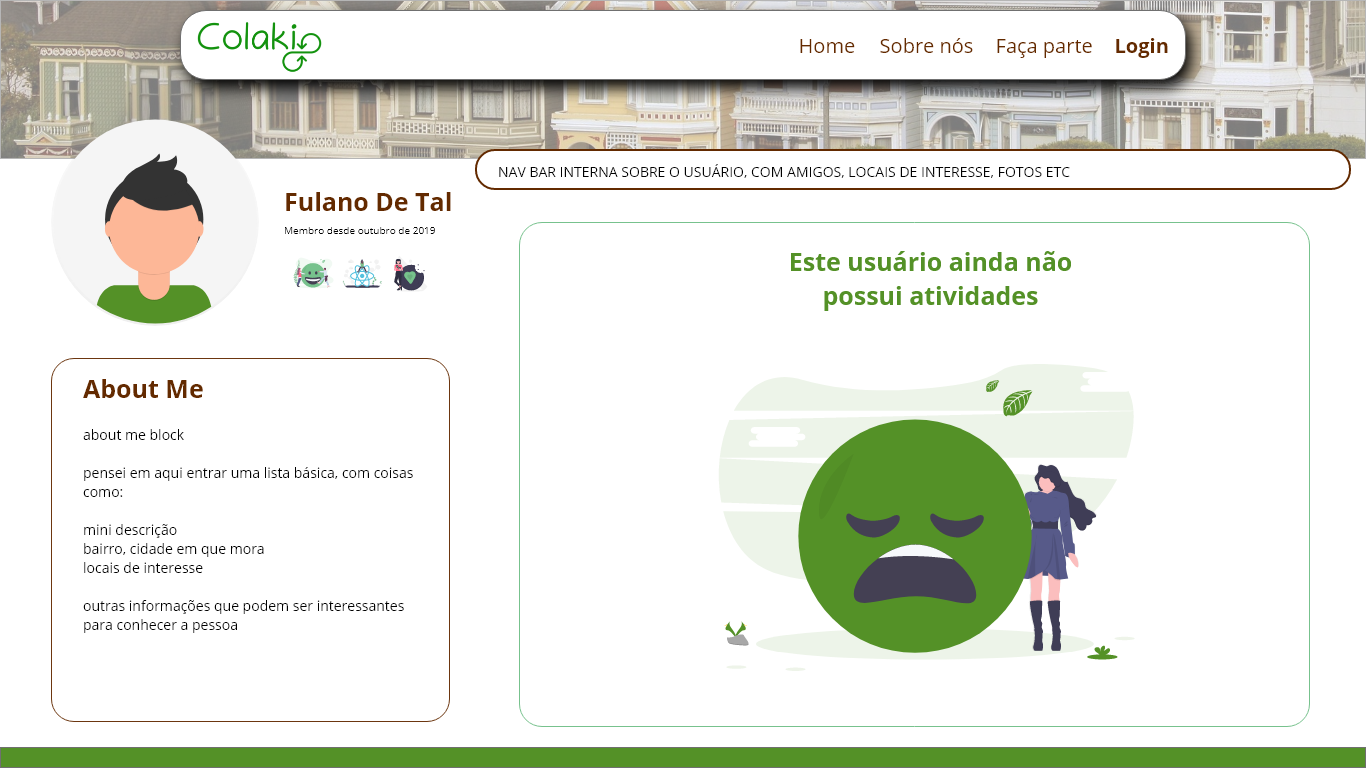 Colaki
Home Sobre nós Faça parte Login
NAV BAR INTERNA SOBRE O USUÁRIO, COM AMIGOS, LOCAIS DE INTERESSE, FOTOS ETC
Fulano De Tal
Membro desde outubro de 2019
About Me
about me block
pensei em aqui entrar uma lista básica, com coisas
como:
mini descrição
bairro, cidade em que mora
locais de interesse
outras informações que podem ser interessantes
para conhecer a pessoa
Este usuário ainda não
possui atividades